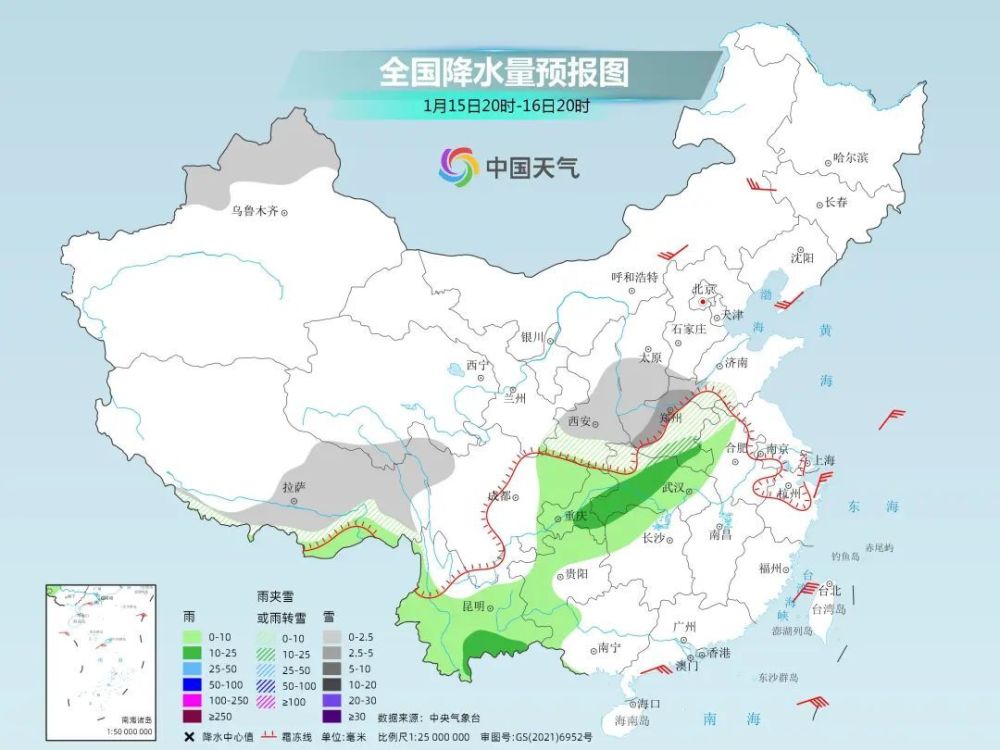 全国降水量预报图
1月15日20时-16日20时
中国天气
哈尔滨
长春
乌鲁木齐
沈阳
呼和浩特
北京
渤
海
天津
黄
海
银川
石家庄
太原
济南
西宁
兰州
郑州
西安
合肥
南京
上海
拉萨
成都
武汉
杭州
东 海
重庆
长沙
南昌
钓鱼岛
赤尾屿
贵阳
福州
台
湾
海
峡
台北
台湾岛
昆明
澎湖列岛
广州
南宁
香港
澳门
东沙群岛
海口
海南岛
南 海
雨
雨夹雪
或雨转雪
雪
0-10
0-10
0-2.5
10-25
10-25
2.5-5
25-50
25-50
5-10
50-100
50-100
10-20
100-250
≥100
20-30
≥250
≥30
数据来源：中央气象台
降水中心值
霜冻线
单位:毫米
比例尺1:25 000 000
审图号:GS(2021)6952号
南海诸岛
1:50 000 000